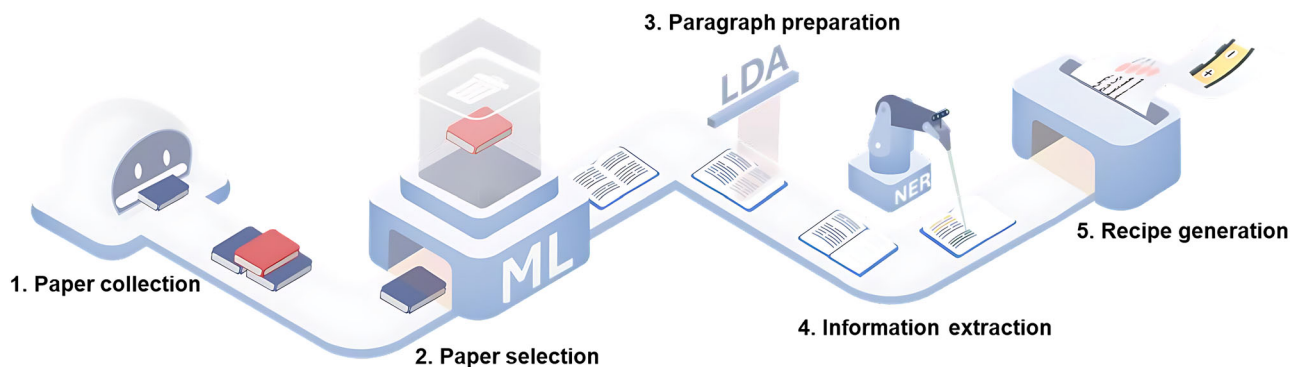 1. Paper collection
2. Paper selection
ML
3. Paragraph preparation
LDA
4. Information extraction
NER
5. Recipe generation
+
-